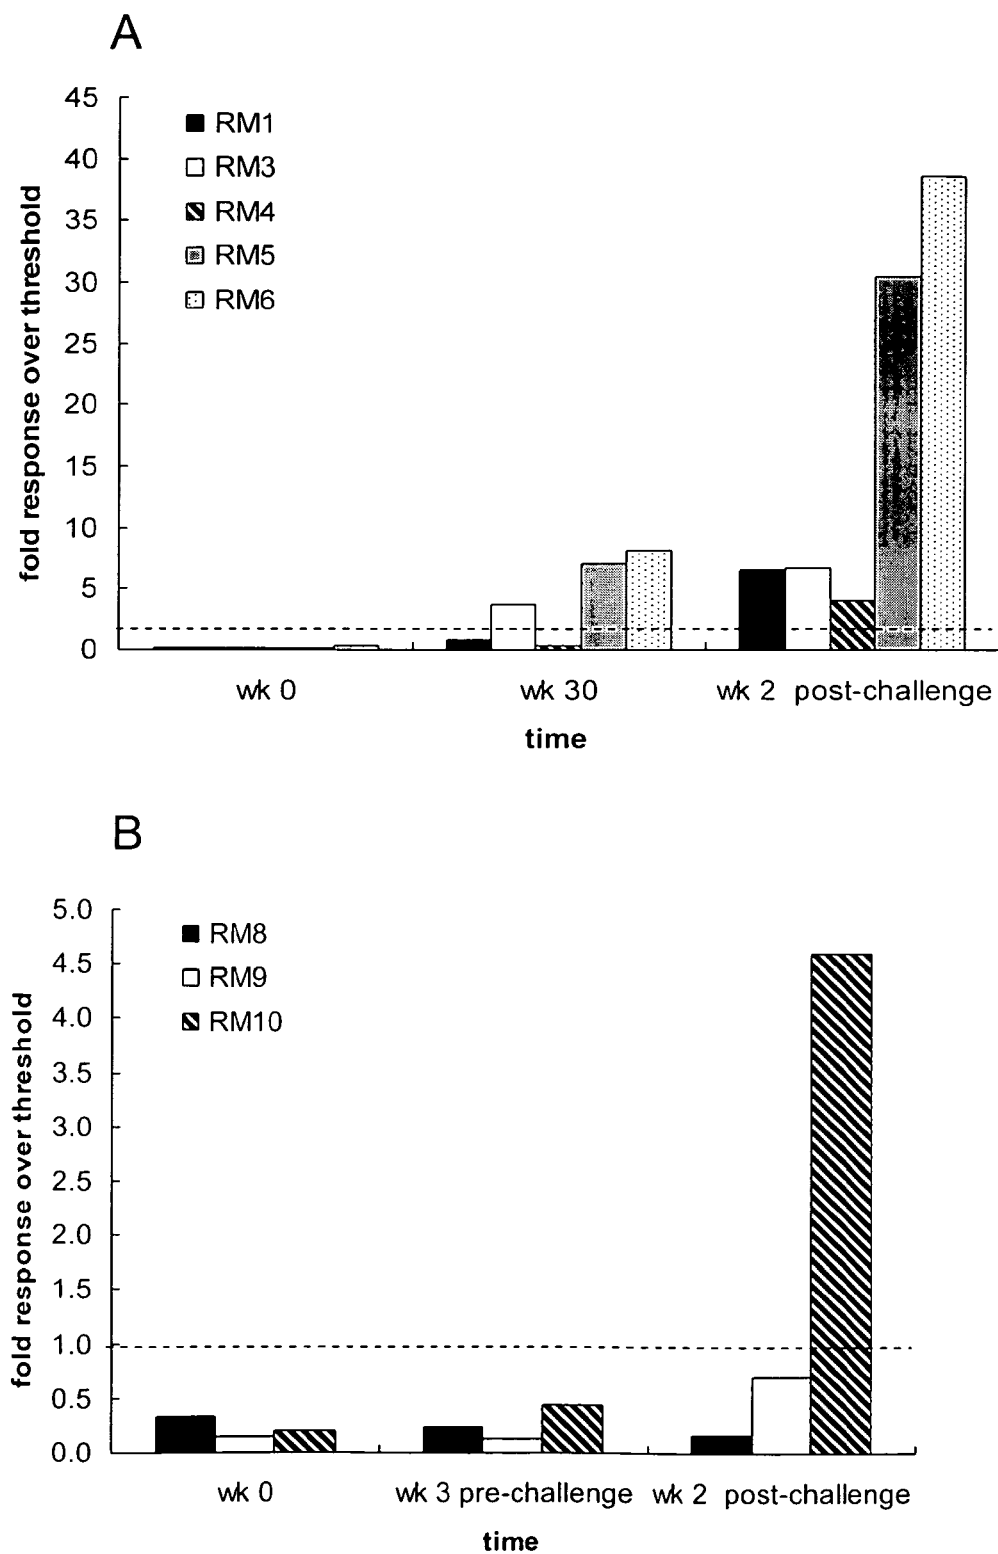 A
fold response over threshold
45
40
35
30
25
20
15
10
5
0
RM1
RM3
RM4
RM5
RM6
wk 0 wk 30 wk 2 post-challenge
time
B
fold response over threshold
5.0
4.5
4.0
3.5
3.0
2.5
2.0
1.5
1.0
0.5
0.0
RM8
RM9
RM10
wk 0 wk 3 pre-challenge wk 2 post-challenge
time